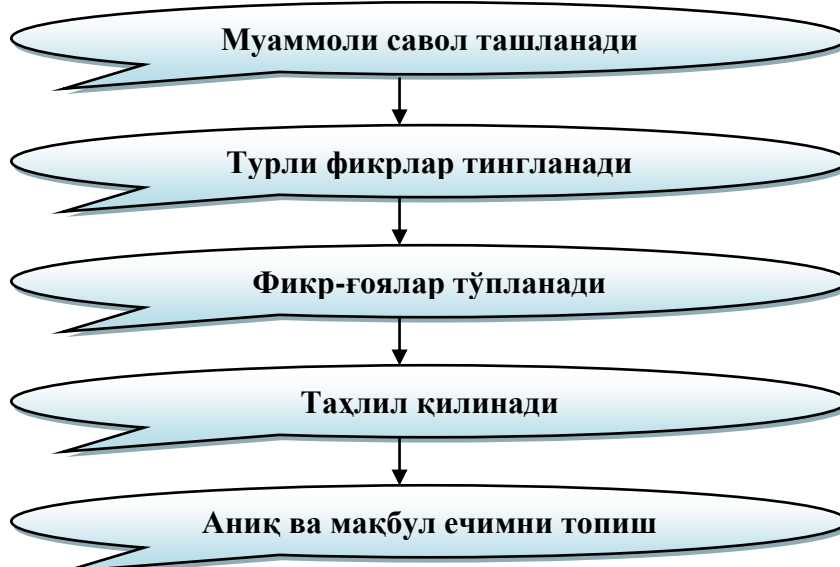 Муаммоли савол ташланади
Турли фикрлар тингланади
Фикр-ғоялар тўпланади
Таҳлил қилинади
Аниқ ва мақбул ечимни топиш